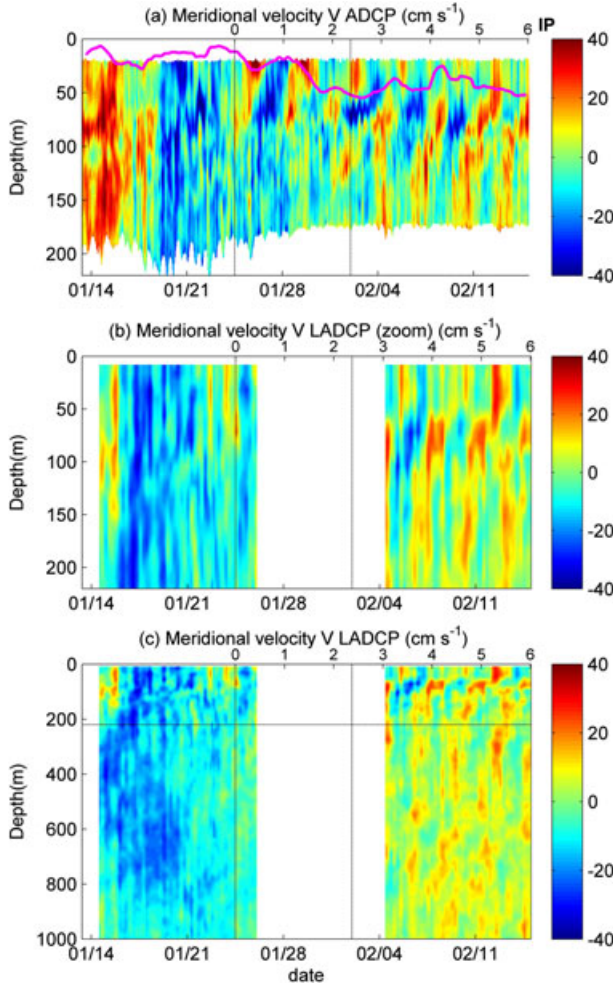 (a) Meridional velocity V ADCP (cm s⁻¹)
IP
0 1 2 3 4 5 6
0
50
100
150
200
Depth(m)
01/14 01/21 01/28 02/04 02/11
40
20
0
-20
-40
(b) Meridional velocity V LADCP (zoom) (cm s⁻¹)
0 1 2 3 4 5 6
0
50
100
150
200
Depth(m)
01/14 01/21 01/28 02/04 02/11
40
20
0
-20
-40
(c) Meridional velocity V LADCP (cm s⁻¹)
0 1 2 3 4 5 6
0
200
400
600
800
1000
Depth(m)
01/14 01/21 01/28 02/04 02/11
date
40
20
0
-20
-40